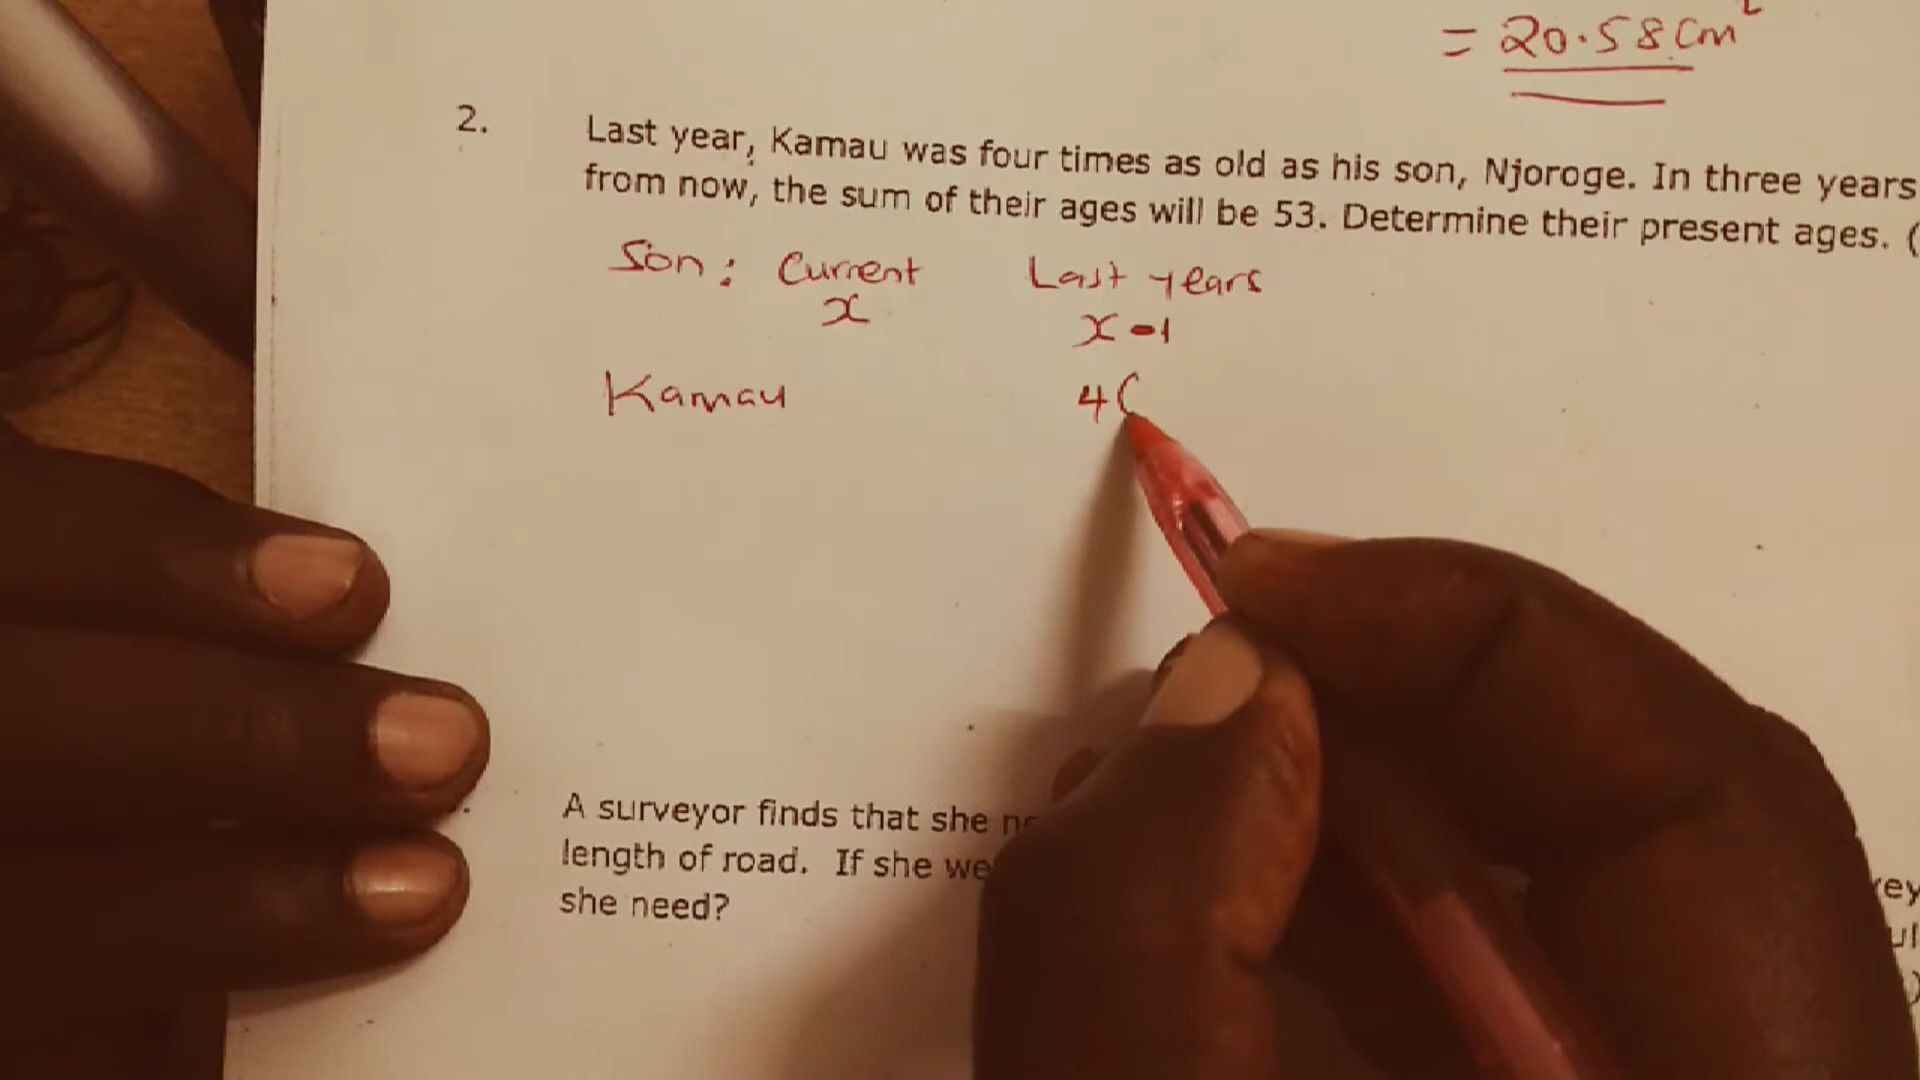 = 20.58 cm²
2. Last year, Kamau was four times as old as his son, Njoroge. In three years
from now, the sum of their ages will be 53. Determine their present ages. (
Son : Current Last years
x x - 1
Kamau 4(
A surveyor finds that she
length of road. If she
she need?